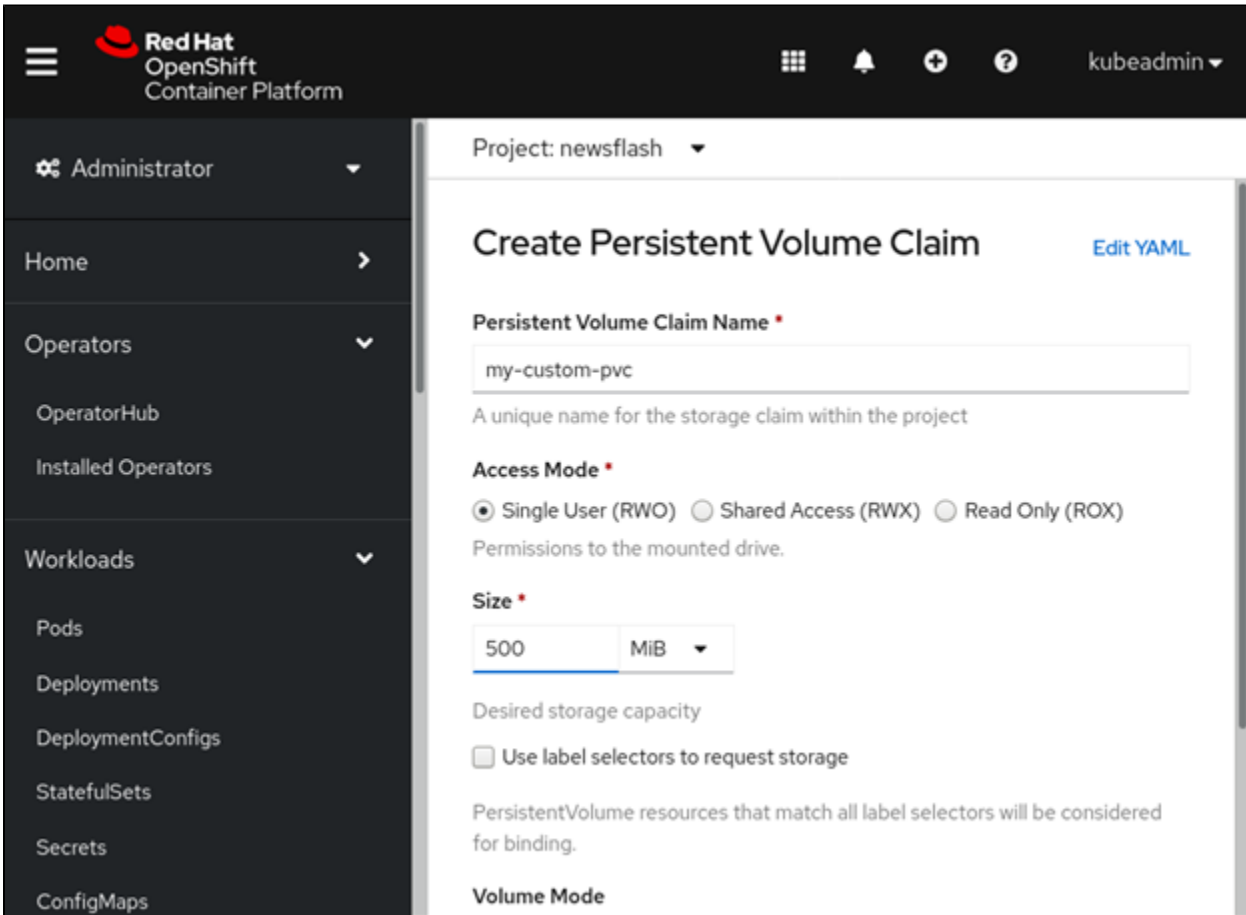 Red Hat
OpenShift
Container Platform
kubeadmin
Administrator
Home
Operators
OperatorHub
Installed Operators
Workloads
Pods
Deployments
DeploymentConfigs
StatefulSets
Secrets
ConfigMaps
Project: newsflash
Create Persistent Volume Claim
Edit YAML
Persistent Volume Claim Name *
my-custom-pvc
A unique name for the storage claim within the project
Access Mode *
Single User (RWO) Shared Access (RWX) Read Only (ROX)
Permissions to the mounted drive.
Size *
500 MiB
Desired storage capacity
Use label selectors to request storage
PersistentVolume resources that match all label selectors will be considered
for binding.
Volume Mode